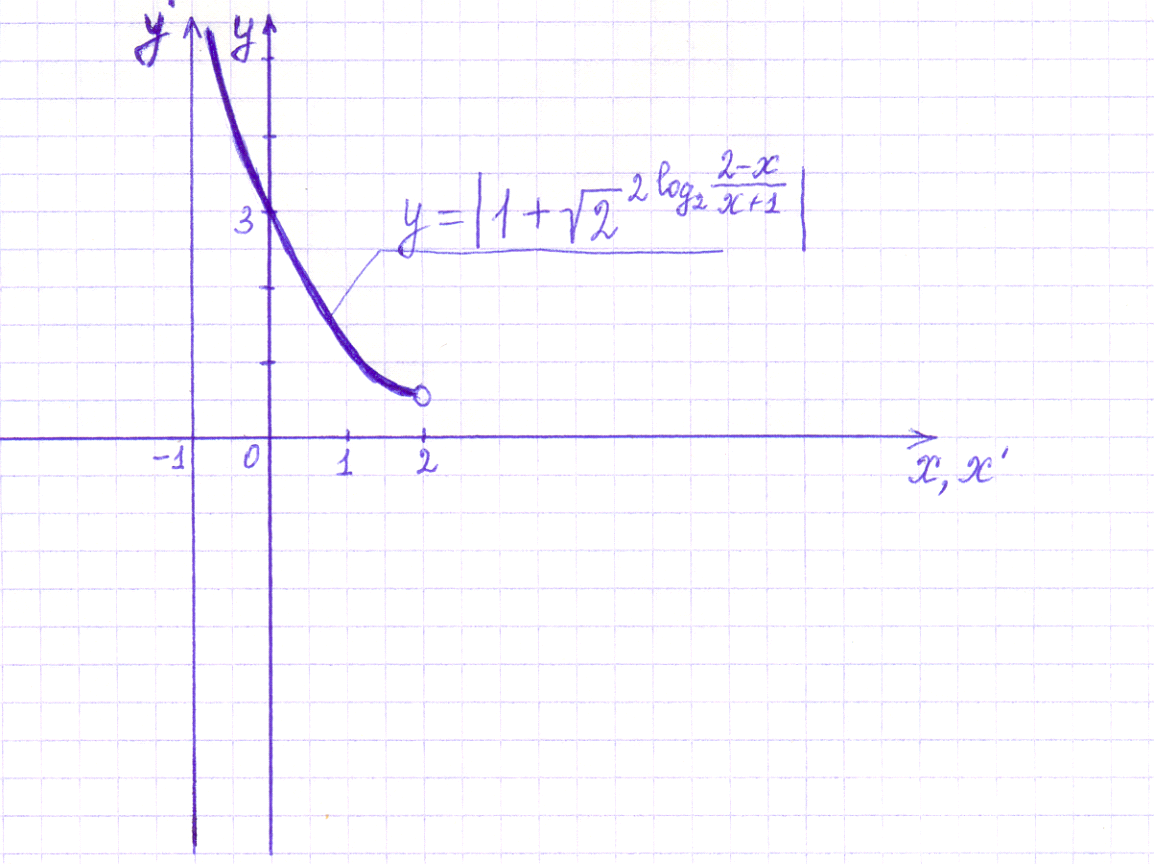 y' y
y = |1 + √2^(2 log₂ (2-x)/(x+1))|
3
-1 0 1 2
x, x'